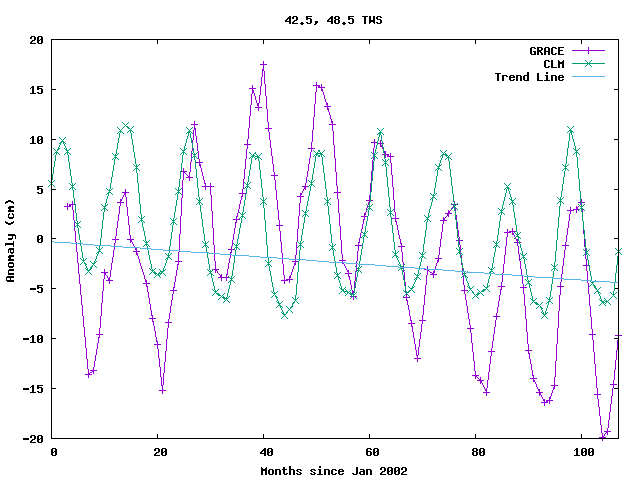 42.5, 48.5 TWS
GRACE
CLM
Trend Line
Anomaly (cm)
20
15
10
5
0
-5
-10
-15
-20
0 20 40 60 80 100
Months since Jan 2002